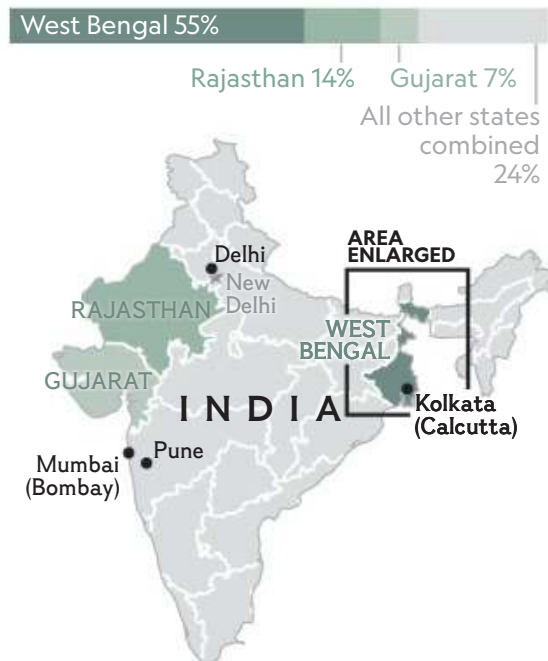 West Bengal 55%
Rajasthan 14%
Gujarat 7%
All other states
combined
24%
AREA
ENLARGED
Delhi
New
Delhi
RAJASTHAN
WEST
BENGAL
GUJARAT
INDIA
Kolkata
(Calcutta)
Pune
Mumbai
(Bombay)